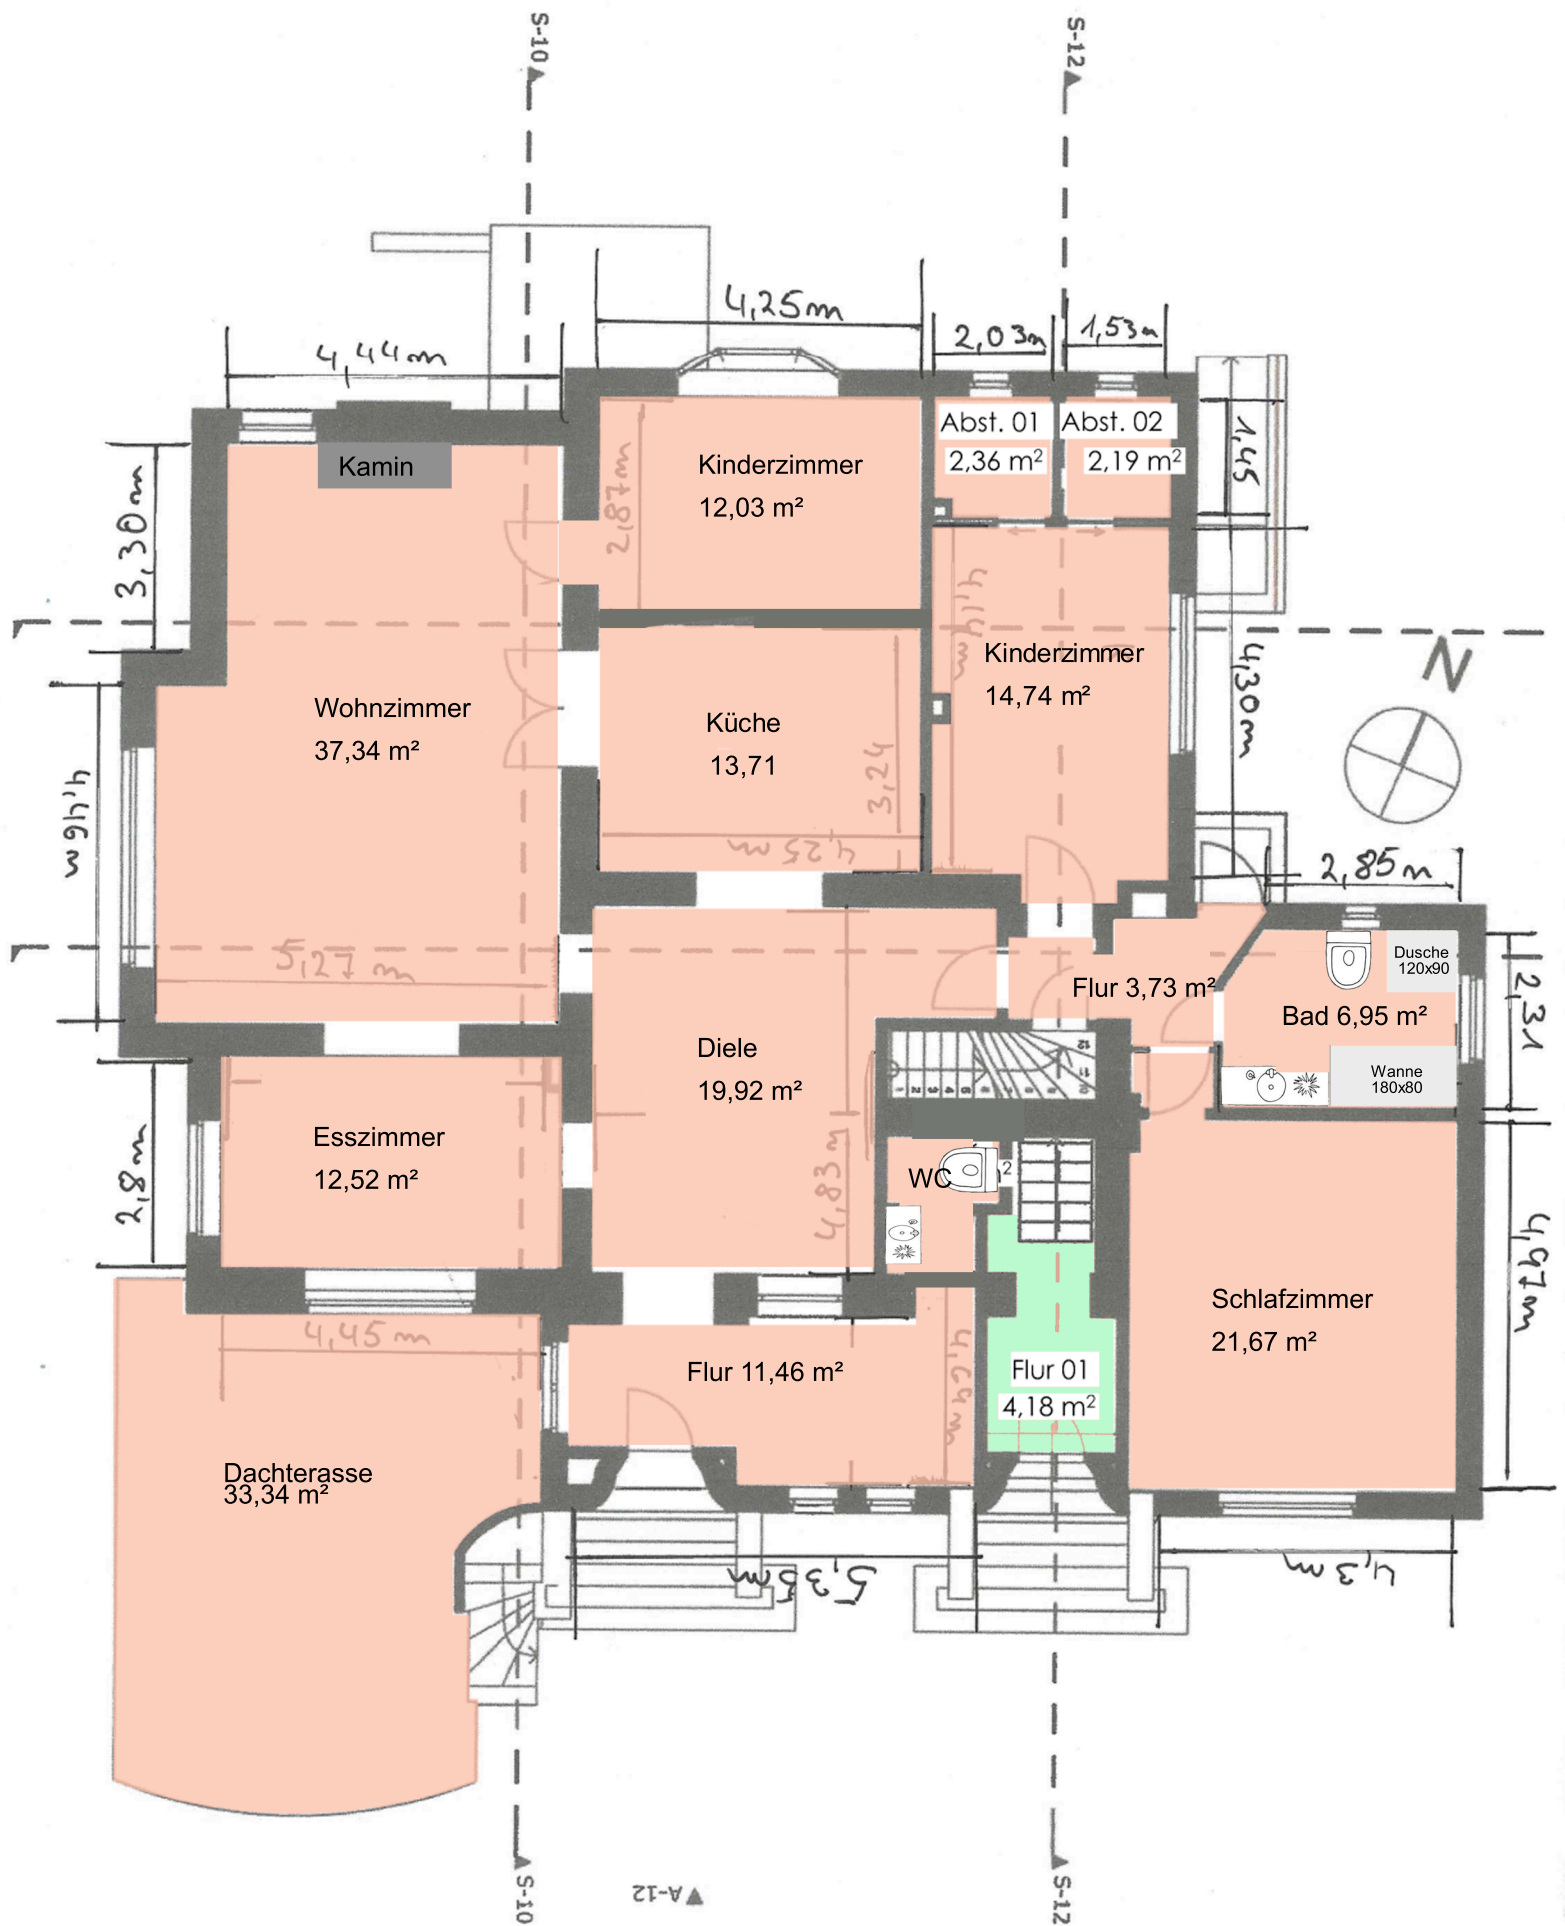 S-10
S-12
4,25m
2,03m
1,53m
4,44m
Abst. 01
2,36 m²
Abst. 02
2,19 m²
1,45
Kamin
Kinderzimmer
12,03 m²
2,87m
3,30m
4,14m
Kinderzimmer
14,74 m²
4,30m
N
Wohnzimmer
37,34 m²
Küche
13,71
3,24
4,25 m
4,19m
2,85m
5,27 m
Dusche
120x90
Flur 3,73 m²
Bad 6,95 m²
2,31
Diele
19,92 m²
Wanne
180x80
Esszimmer
12,52 m²
2,8m
4,83m
WC
2
4,97m
Schlafzimmer
21,67 m²
4,45m
Flur 11,46 m²
Flur 01
4,18 m²
Dachterasse
33,34 m²
5,35m
4,3m
S-10
A-12
S-12